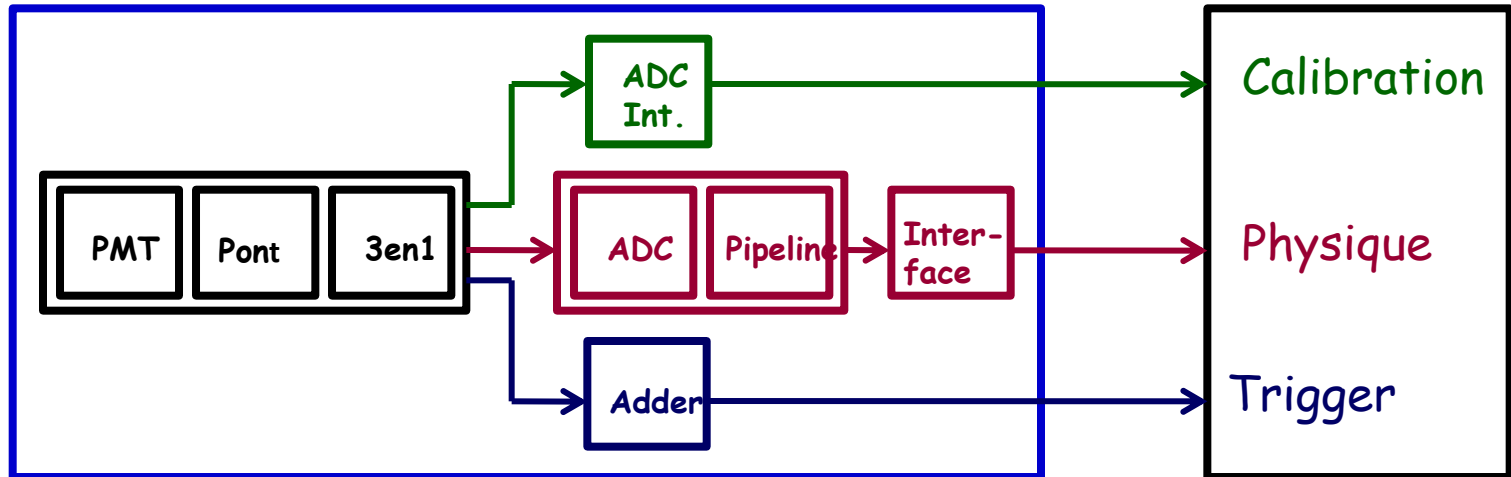 ADC
Int.
Calibration
PMT
Pont
3en1
ADC
Pipeline
Inter-
face
Physique
Adder
Trigger